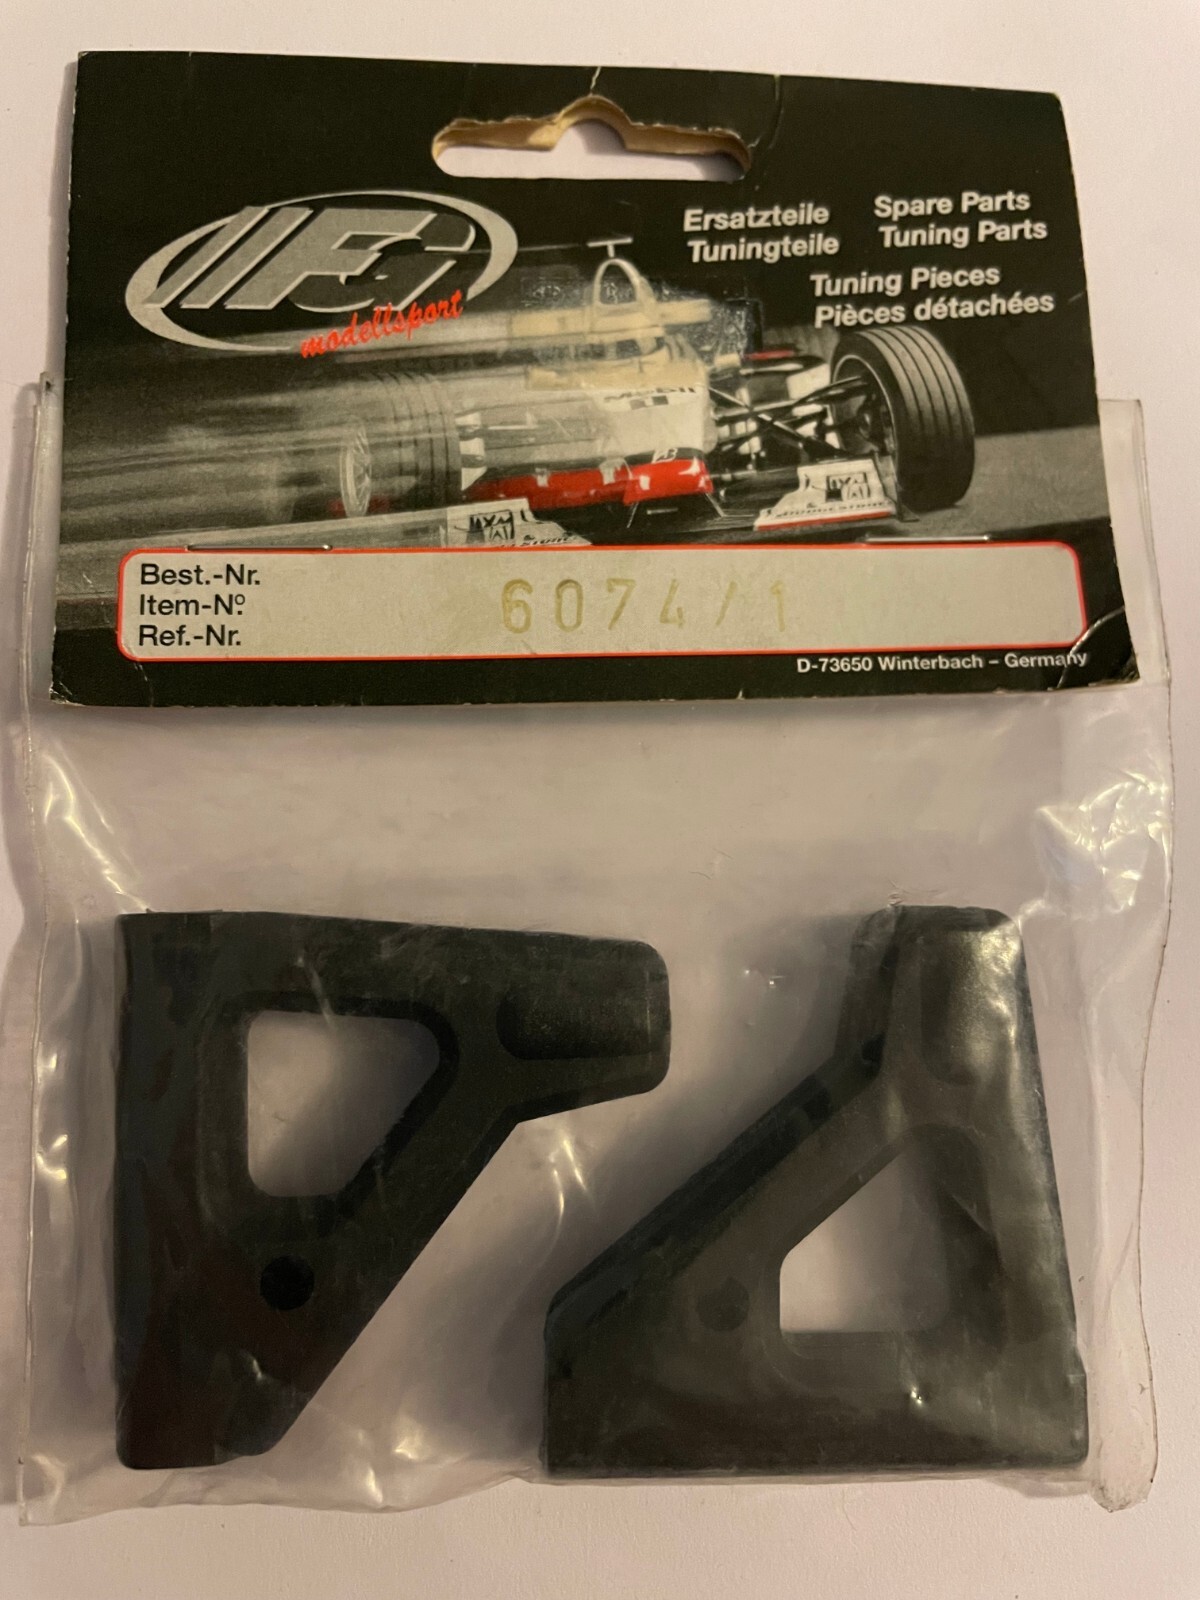 FG
modellsport
Ersatzteile
Tuningteile
Spare Parts
Tuning Parts
Tuning Pieces
Pièces détachées
Mobil
Best.-Nr.
Item-Nº.
Ref.-Nr.
6074/1
D-73650 Winterbach – Germany